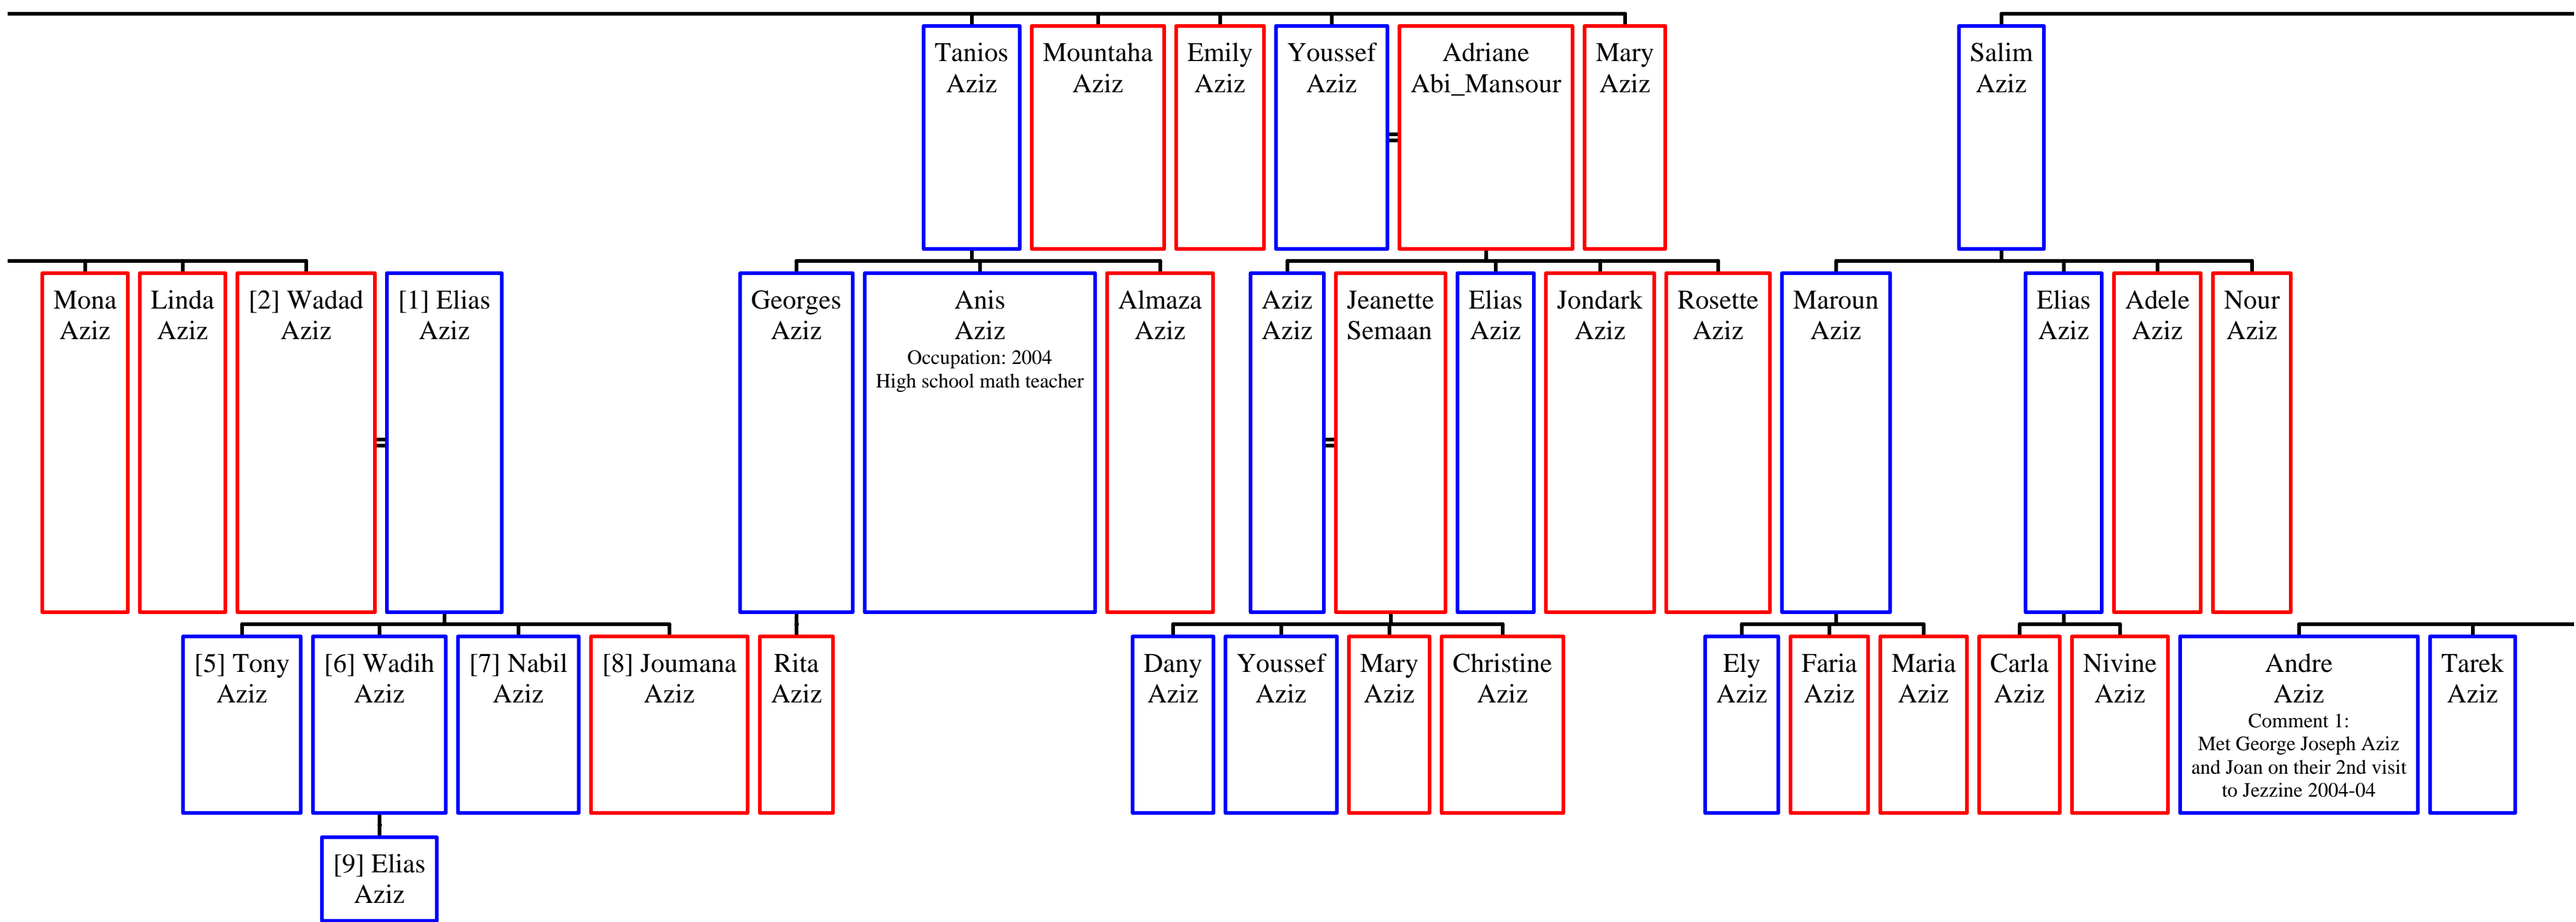 Tanios
Aziz
Mountaha
Aziz
Emily
Aziz
Youssef
Aziz
Adriane
Abi_Mansour
Mary
Aziz
Salim
Aziz
Mona
Aziz
Linda
Aziz
[2] Wadad
Aziz
[1] Elias
Aziz
Georges
Aziz
Anis
Aziz
Occupation: 2004
High school math teacher
Almaza
Aziz
Aziz
Aziz
Jeanette
Semaan
Elias
Aziz
Jondark
Aziz
Rosette
Aziz
Maroun
Aziz
Elias
Aziz
Adele
Aziz
Nour
Aziz
[5] Tony
Aziz
[6] Wadih
Aziz
[7] Nabil
Aziz
[8] Joumana
Aziz
Rita
Aziz
Dany
Aziz
Youssef
Aziz
Mary
Aziz
Christine
Aziz
Ely
Aziz
Faria
Aziz
Maria
Aziz
Carla
Aziz
Nivine
Aziz
Andre
Aziz
Comment 1:
Met George Joseph Aziz
and Joan on their 2nd visit
to Jezzine 2004-04
Tarek
Aziz
[9] Elias
Aziz